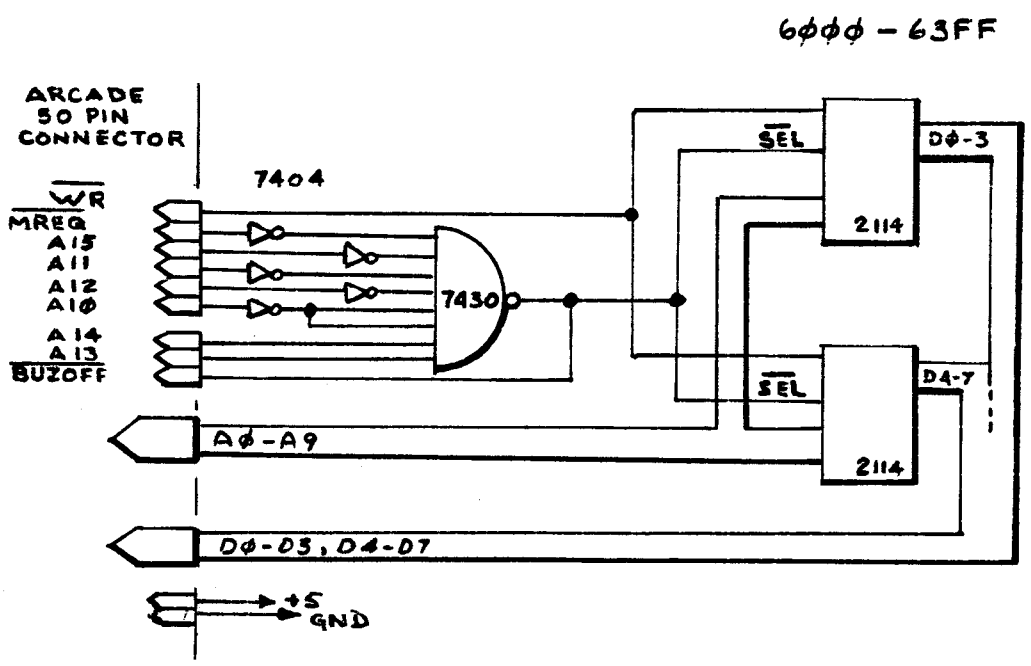 6000 - 63FF
ARCADE
50 PIN
CONNECTOR
7404
WR
MREQ
A15
A11
A12
A10
A14
A13
BUZOFF
7430
SEL
D0-3
2114
SEL
D4-7
2114
A0-A9
D0-D3, D4-D7
+5
GND